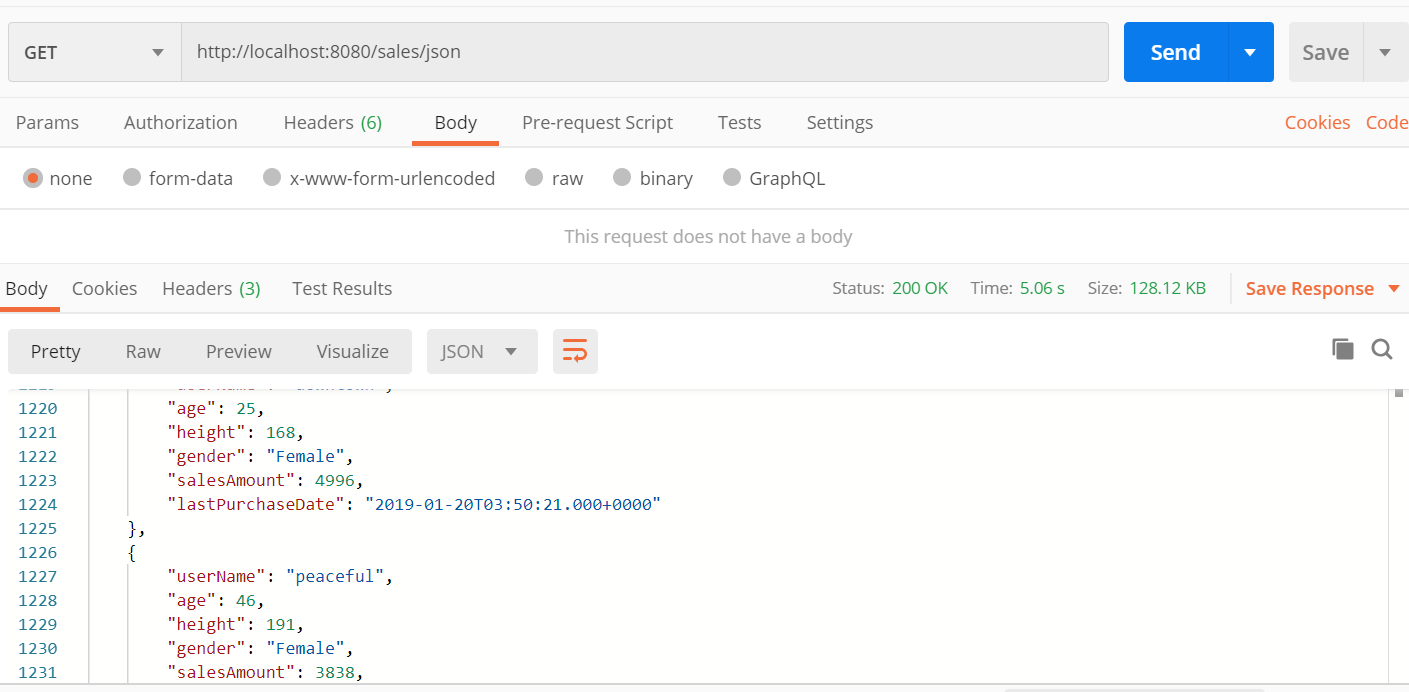 GET http://localhost:8080/sales/json Send Save
Params Authorization Headers (6) Body Pre-request Script Tests Settings Cookies Code
none form-data x-www-form-urlencoded raw binary GraphQL
This request does not have a body
Body Cookies Headers (3) Test Results Status: 200 OK Time: 5.06 s Size: 128.12 KB Save Response
Pretty Raw Preview Visualize JSON
1220 "age": 25,
1221 "height": 168,
1222 "gender": "Female",
1223 "salesAmount": 4996,
1224 "lastPurchaseDate": "2019-01-20T03:50:21.000+0000"
1225 },
1226 {
1227 "userName": "peaceful",
1228 "age": 46,
1229 "height": 191,
1230 "gender": "Female",
1231 "salesAmount": 3838,